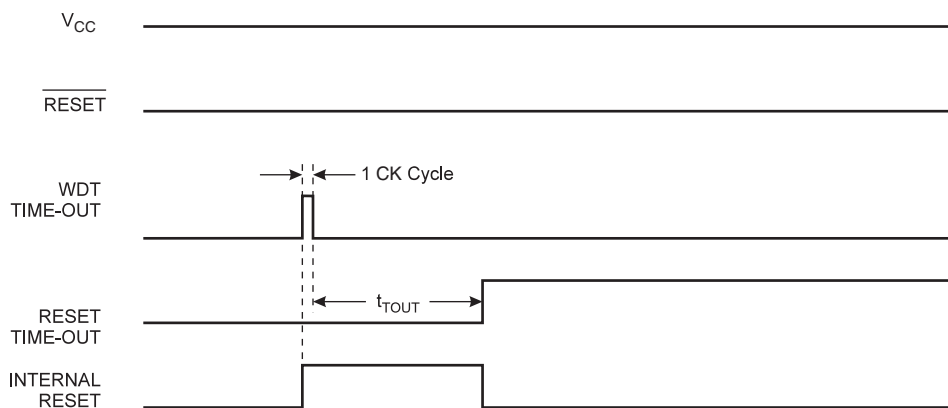 VCC
RESET
1 CK Cycle
WDT
TIME-OUT
tTOUT
RESET
TIME-OUT
INTERNAL
RESET